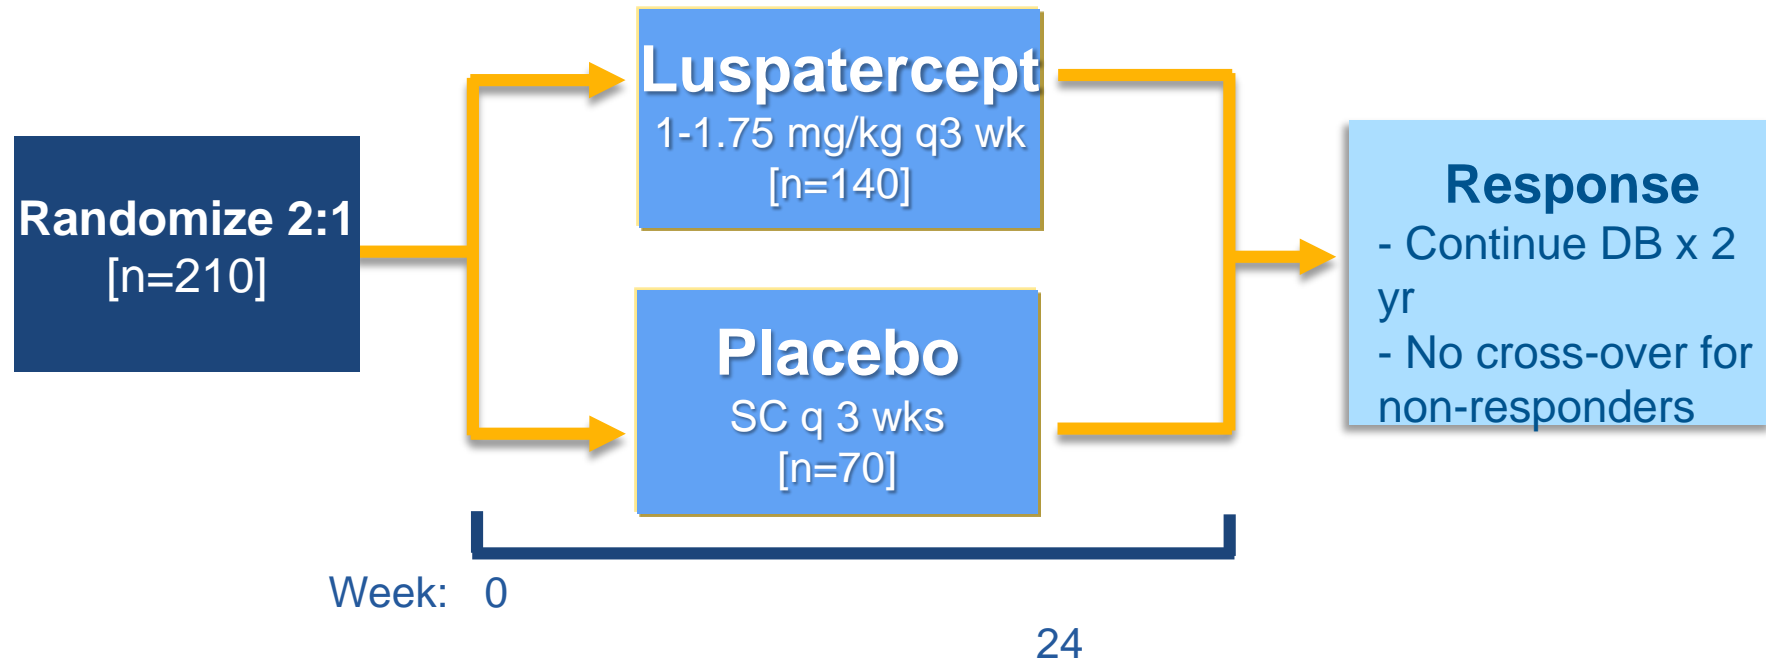 Randomize 2:1
[n=210]
Luspatercept
1-1.75 mg/kg q3 wk
[n=140]
Placebo
SC q 3 wks
[n=70]
Response
- Continue DB x 2
yr
- No cross-over for
non-responders
Week: 0
24